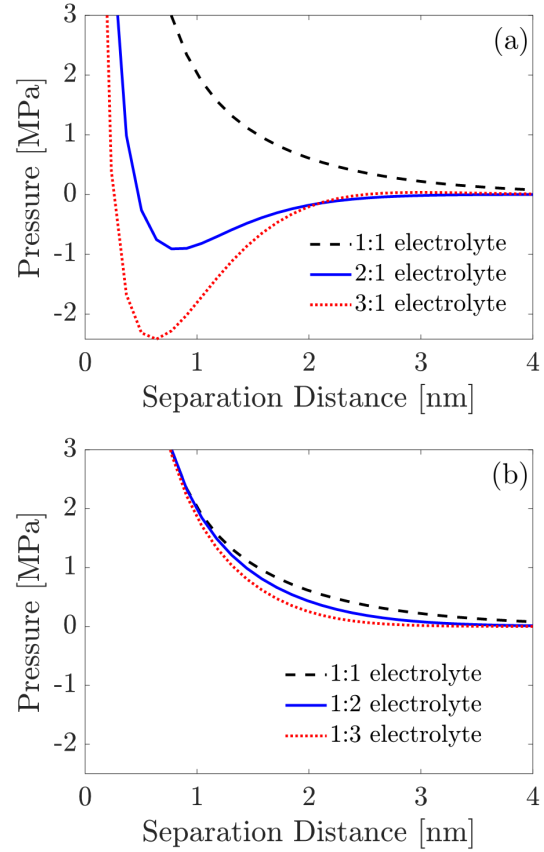 (a)
3
2
1
0
-1
-2
Pressure [MPa]
1:1 electrolyte
2:1 electrolyte
3:1 electrolyte
0 1 2 3 4
Separation Distance [nm]
(b)
3
2
1
0
-1
-2
Pressure [MPa]
1:1 electrolyte
1:2 electrolyte
1:3 electrolyte
0 1 2 3 4
Separation Distance [nm]